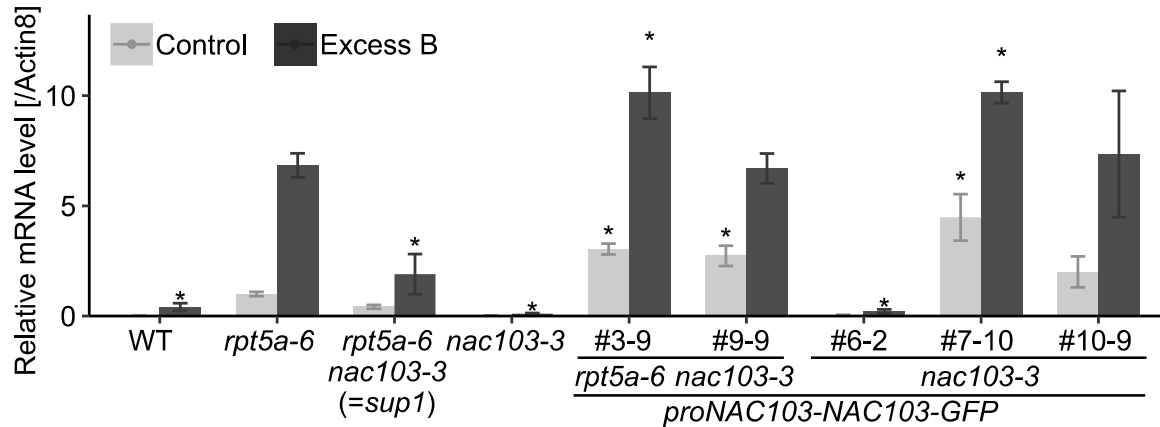 Relative mRNA level [/Actin8]
Control Excess B
10
5
0
* * * * * * * * *
WT rpt5a-6 rpt5a-6 nac103-3 #3-9 #9-9 #6-2 #7-10 #10-9
nac103-3 rpt5a-6 nac103-3 nac103-3
(=sup1) proNAC103-NAC103-GFP